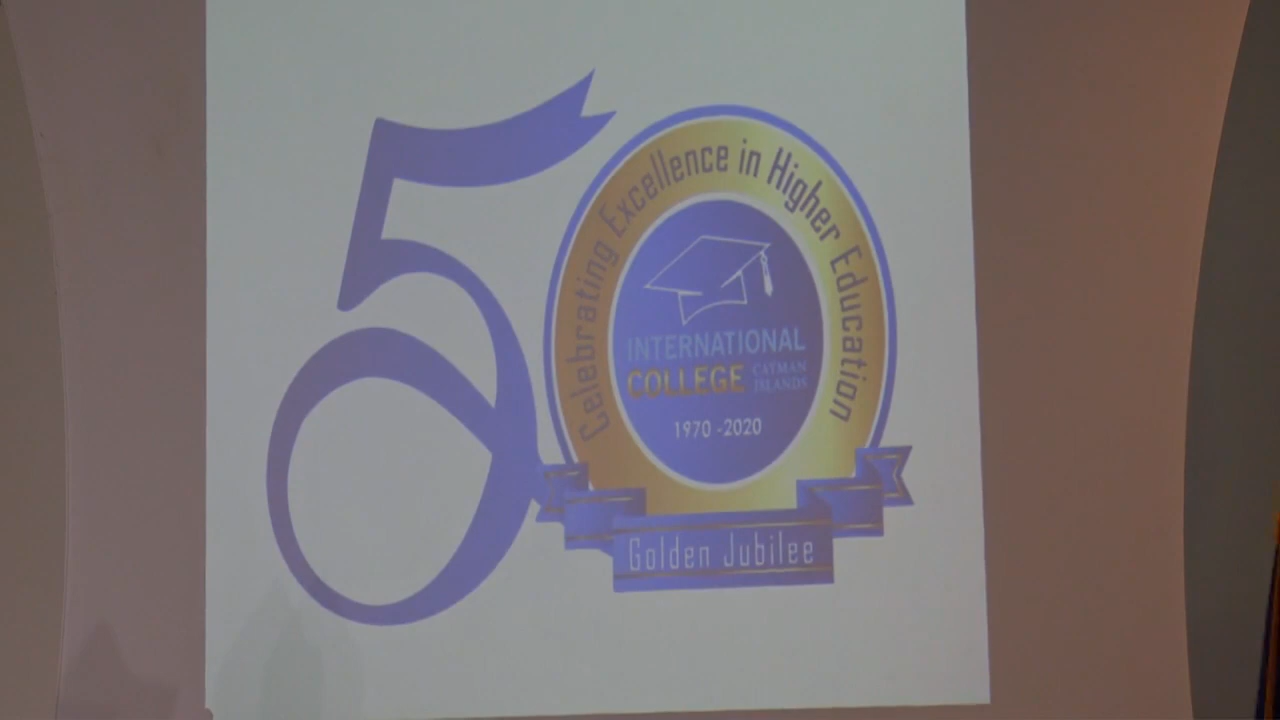 50
Celebrating Excellence in Higher Education
INTERNATIONAL
COLLEGE CAYMAN ISLANDS
1970 - 2020
Golden Jubilee